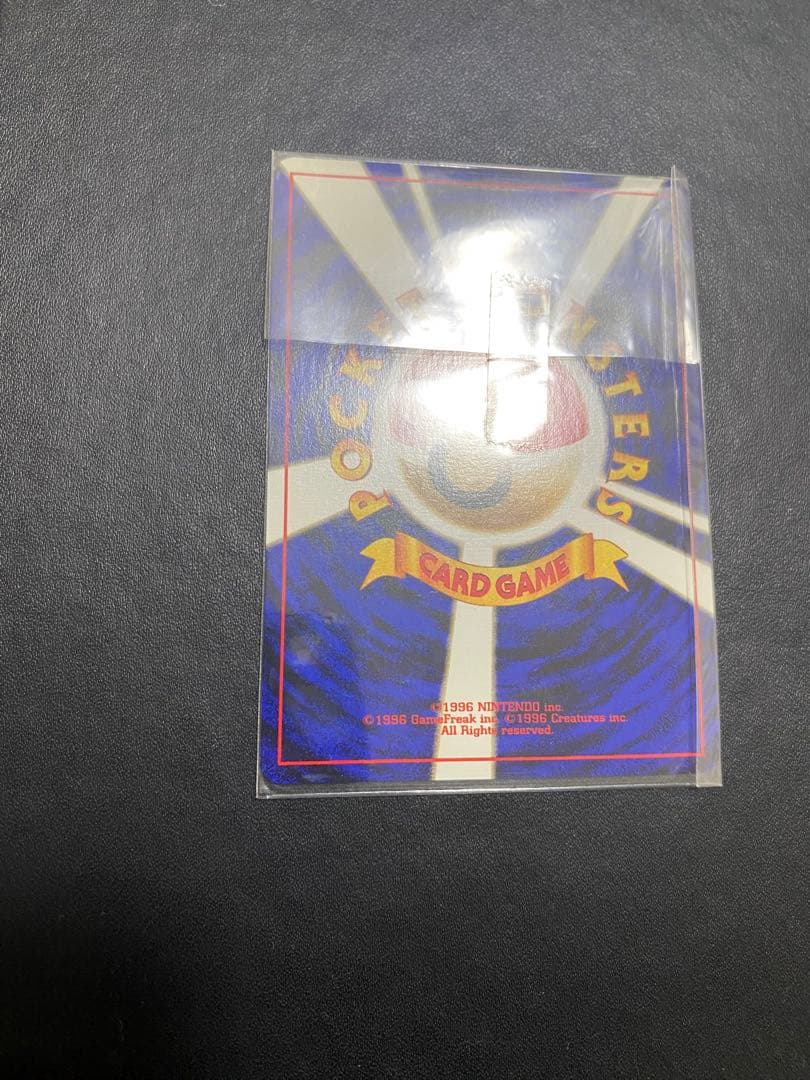 CARD GAME
©1996 NINTENDO inc.
©1996 GameFreak inc. ©1996 Creatures inc.
All Rights reserved.